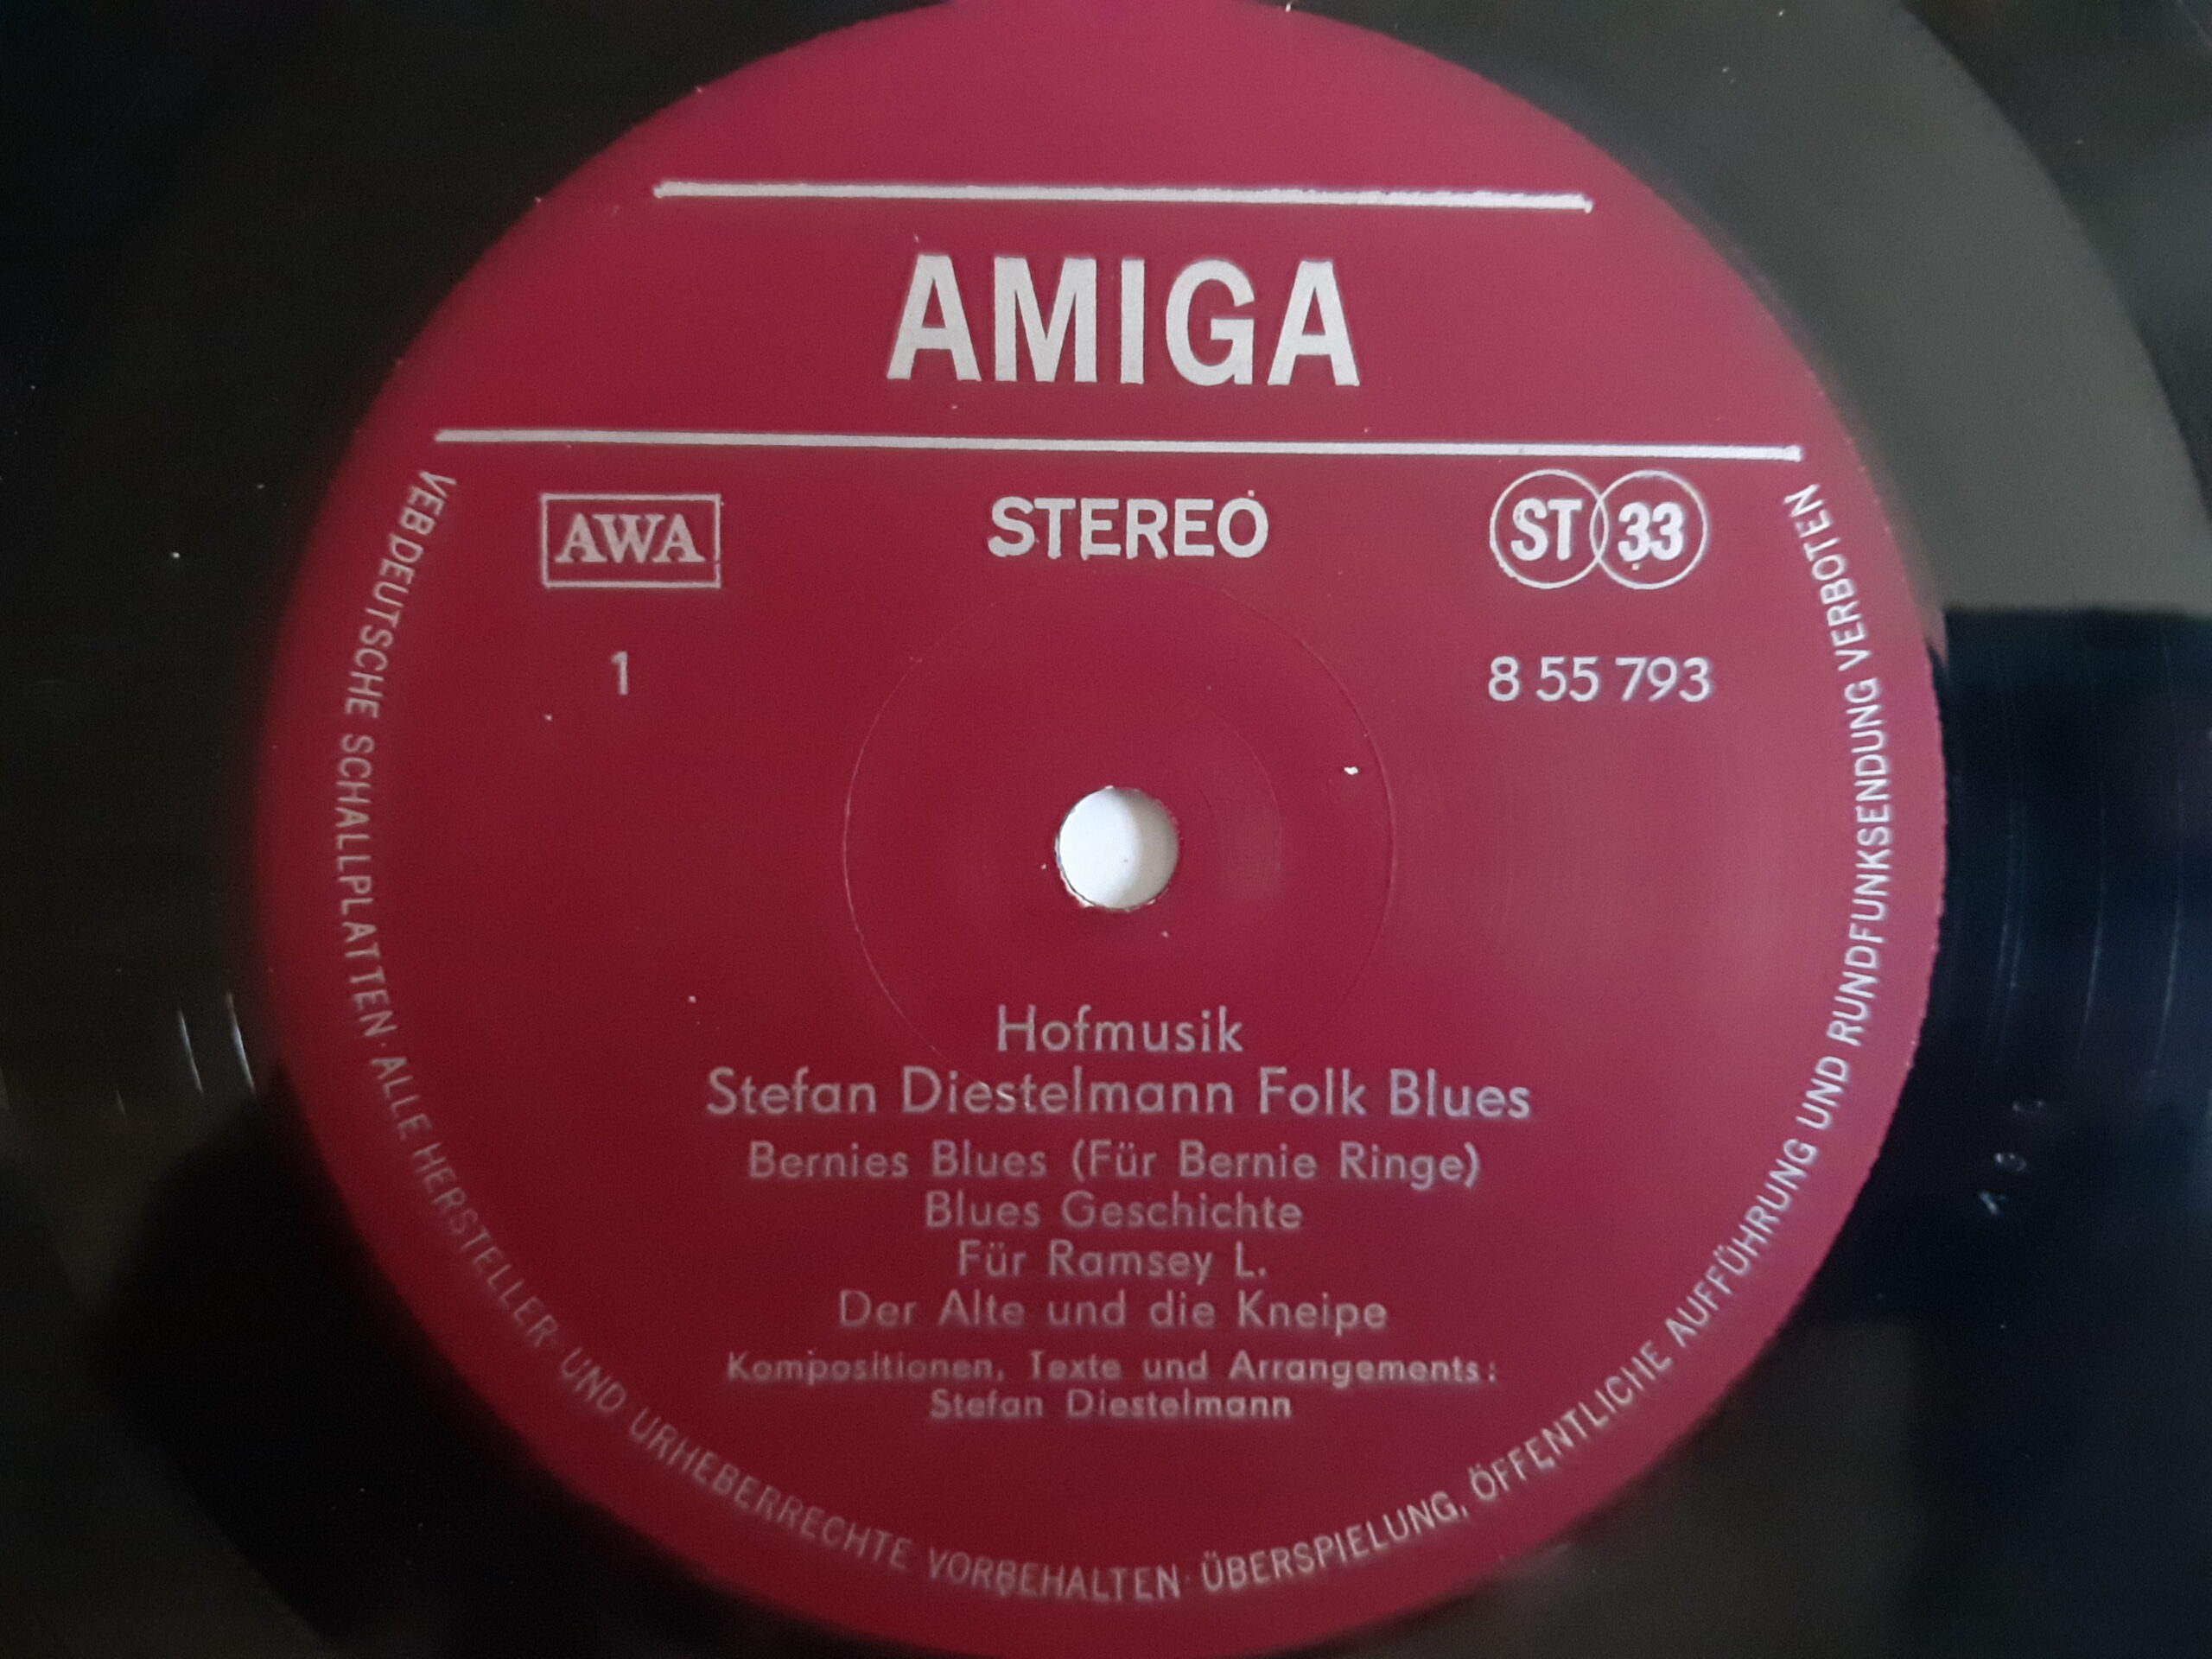 AMIGA
AWA
STEREO
ST 33
1
8 55 793
Hofmusik
Stefan Diestelmann Folk Blues
Bernies Blues (Für Bernie Ringe)
Blues Geschichte
Für Ramsey L.
Der Alte und die Kneipe
Kompositionen, Texte und Arrangements:
Stefan Diestelmann
VEB DEUTSCHE SCHALLPLATTEN · ALLE HERSTELLER- UND URHEBERRECHTE VORBEHALTEN · ÜBERSPIELUNG, ÖFFENTLICHE AUFFÜHRUNG UND RUNDFUNKSENDUNG VERBOTEN